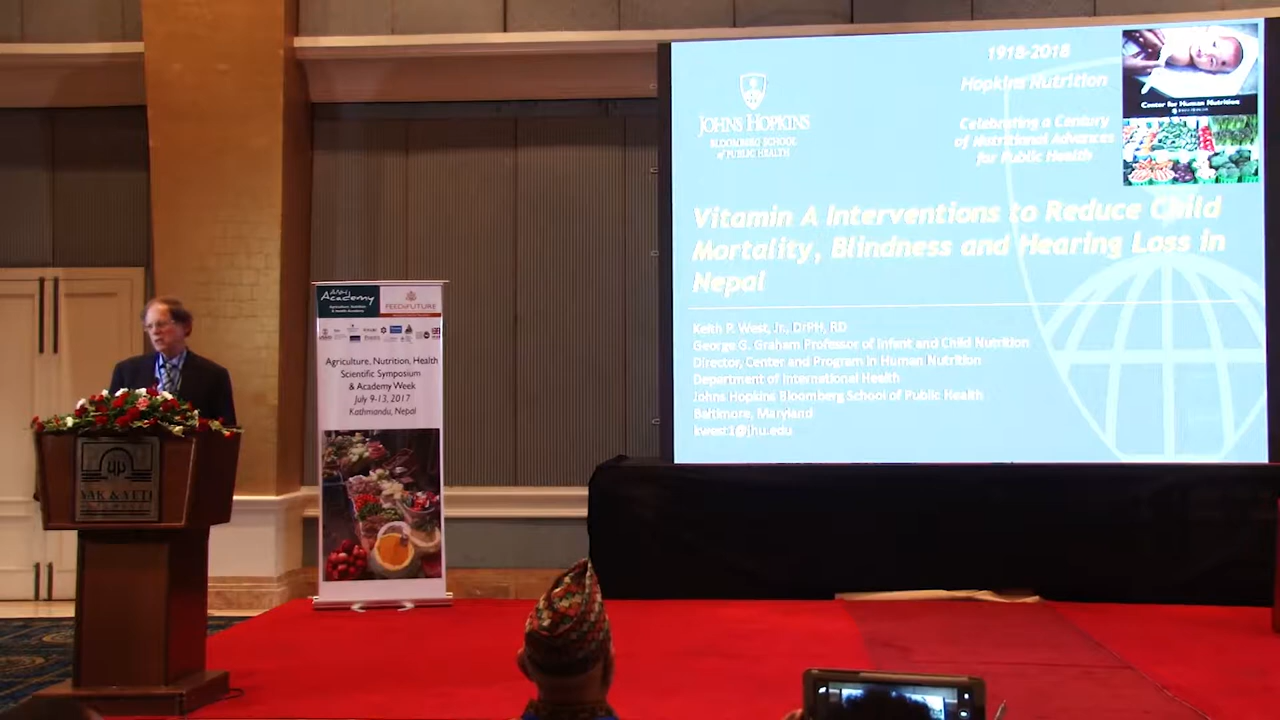 1918-2018
Hopkins Nutrition
Celebrating a Century
of Nutritional Advances
for Public Health
Center for Human Nutrition
JOHNS HOPKINS
BLOOMBERG SCHOOL
of PUBLIC HEALTH
Vitamin A Interventions to Reduce Child
Mortality, Blindness and Hearing Loss in
Nepal
Keith P. West, Jr., DrPH, RD
George G. Graham Professor of Infant and Child Nutrition
Director, Center and Program in Human Nutrition
Department of International Health
Johns Hopkins Bloomberg School of Public Health
Baltimore, Maryland
kwest1@jhu.edu
Academy
FEED THE FUTURE
Agriculture, Nutrition, Health
Scientific Symposium
& Academy Week
July 9-13, 2017
Kathmandu, Nepal
YAK & YETI